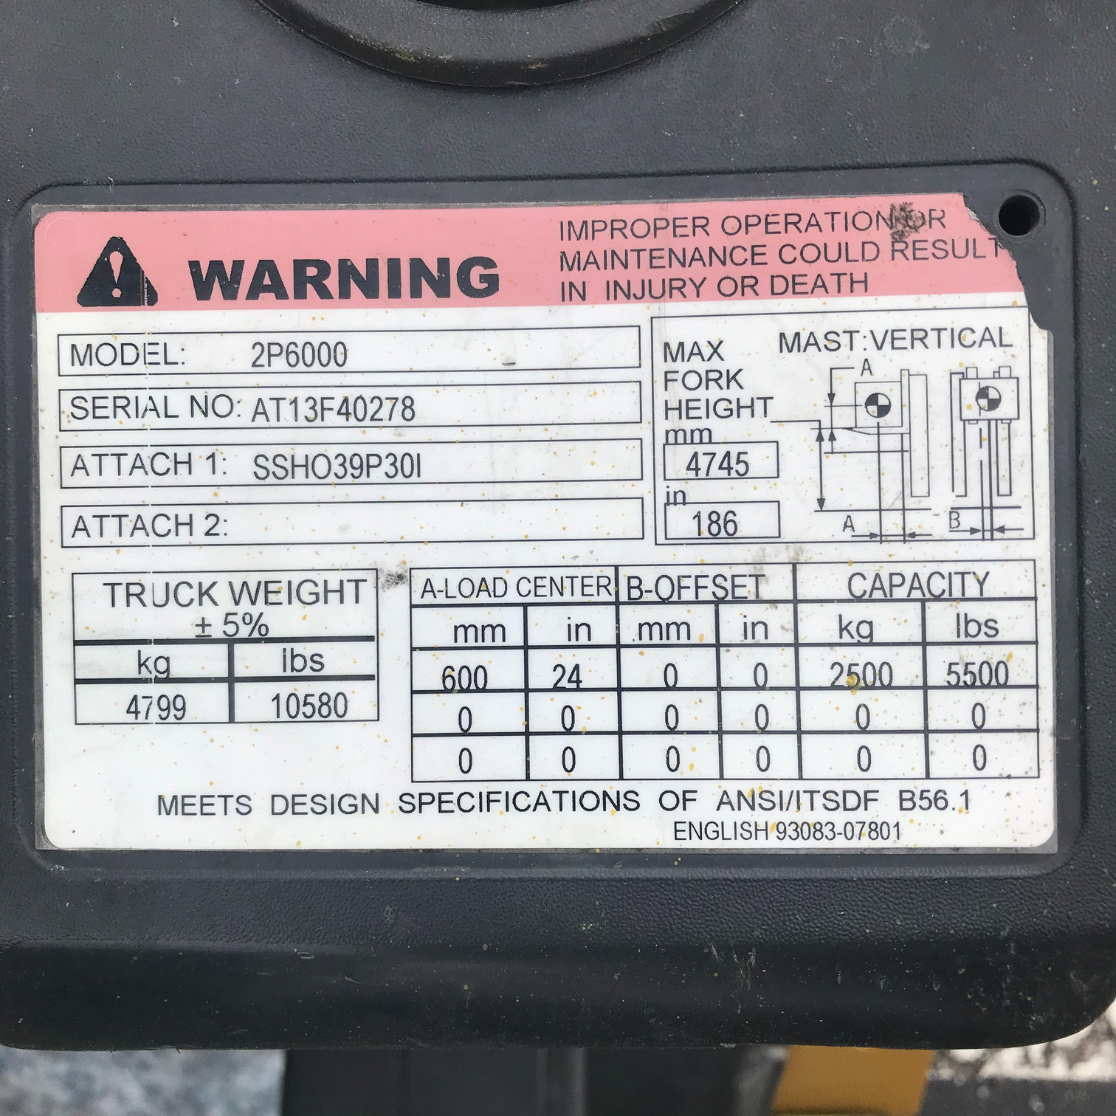 WARNING
IMPROPER OPERATION OR
MAINTENANCE COULD RESULT
IN INJURY OR DEATH
MODEL: 2P6000
SERIAL NO: AT13F40278
ATTACH 1: SSHO39P30I
ATTACH 2:
MAX
FORK
HEIGHT
mm
4745
in
186
MAST:VERTICAL
A
A
B
TRUCK WEIGHT
± 5%
kg lbs
4799 10580
A-LOAD CENTER B-OFFSET CAPACITY
mm in mm in kg lbs
600 24 0 0 2500 5500
0 0 0 0 0 0
0 0 0 0 0 0
MEETS DESIGN SPECIFICATIONS OF ANSI/ITSDF B56.1
ENGLISH 93083-07801